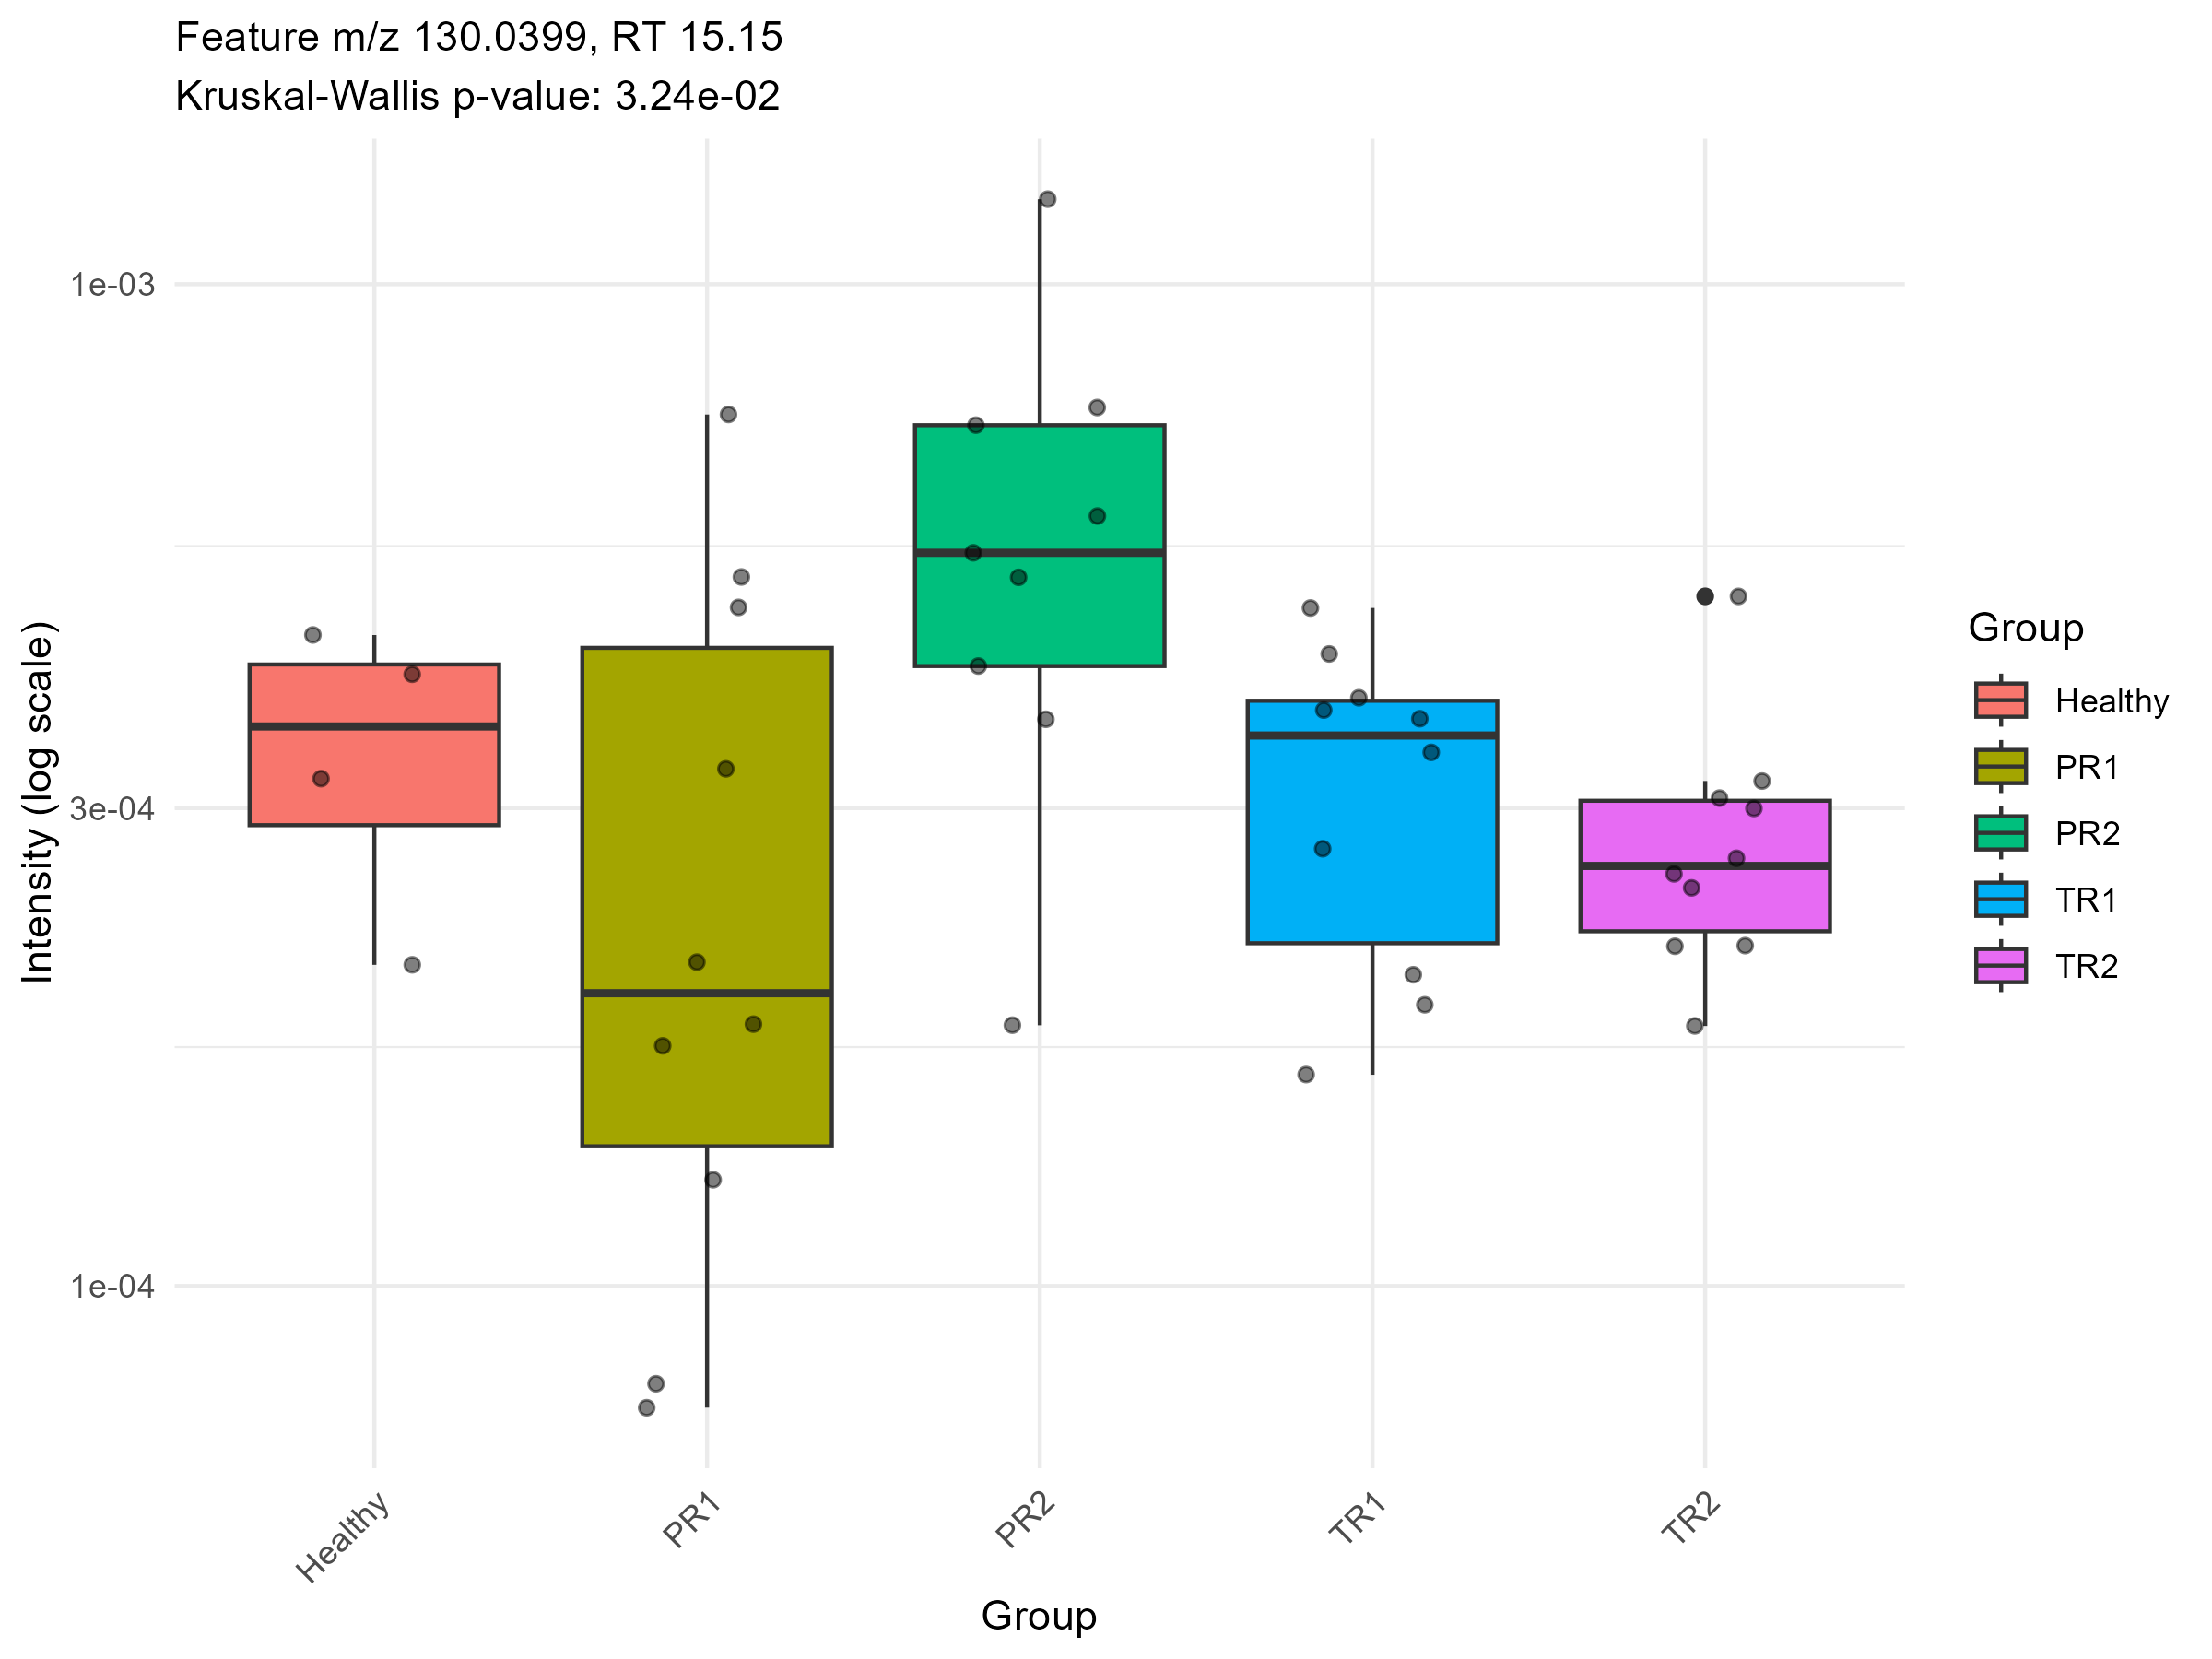 Feature m/z 130.0399, RT 15.15
Kruskal-Wallis p-value: 3.24e-02
Intensity (log scale)
1e-03
3e-04
1e-04
Healthy
PR1
PR2
TR1
TR2
Group
Group
Healthy
PR1
PR2
TR1
TR2